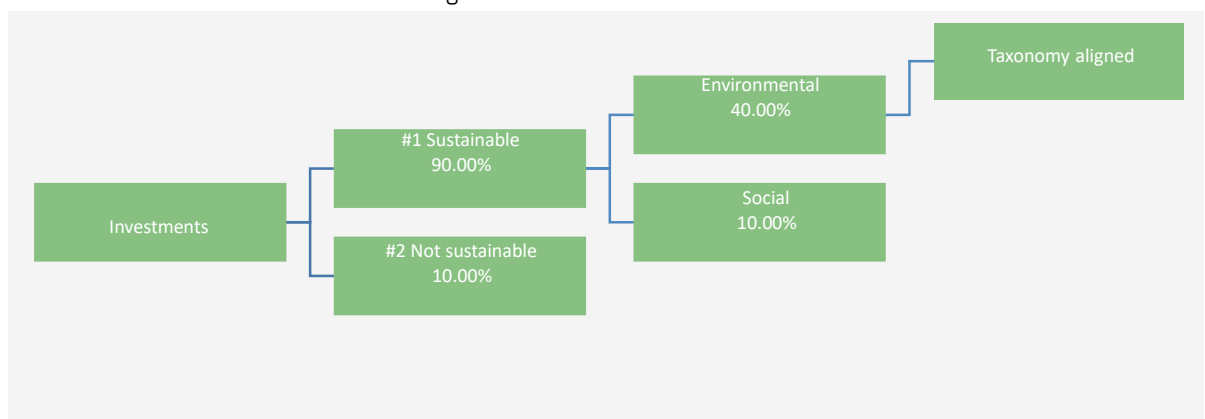 Taxonomy aligned
Environmental
40.00%
#1 Sustainable
90.00%
Social
10.00%
Investments
#2 Not sustainable
10.00%